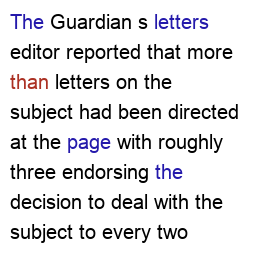 The Guardian s letters
editor reported that more
than letters on the
subject had been directed
at the page with roughly
three endorsing the
decision to deal with the
subject to every two